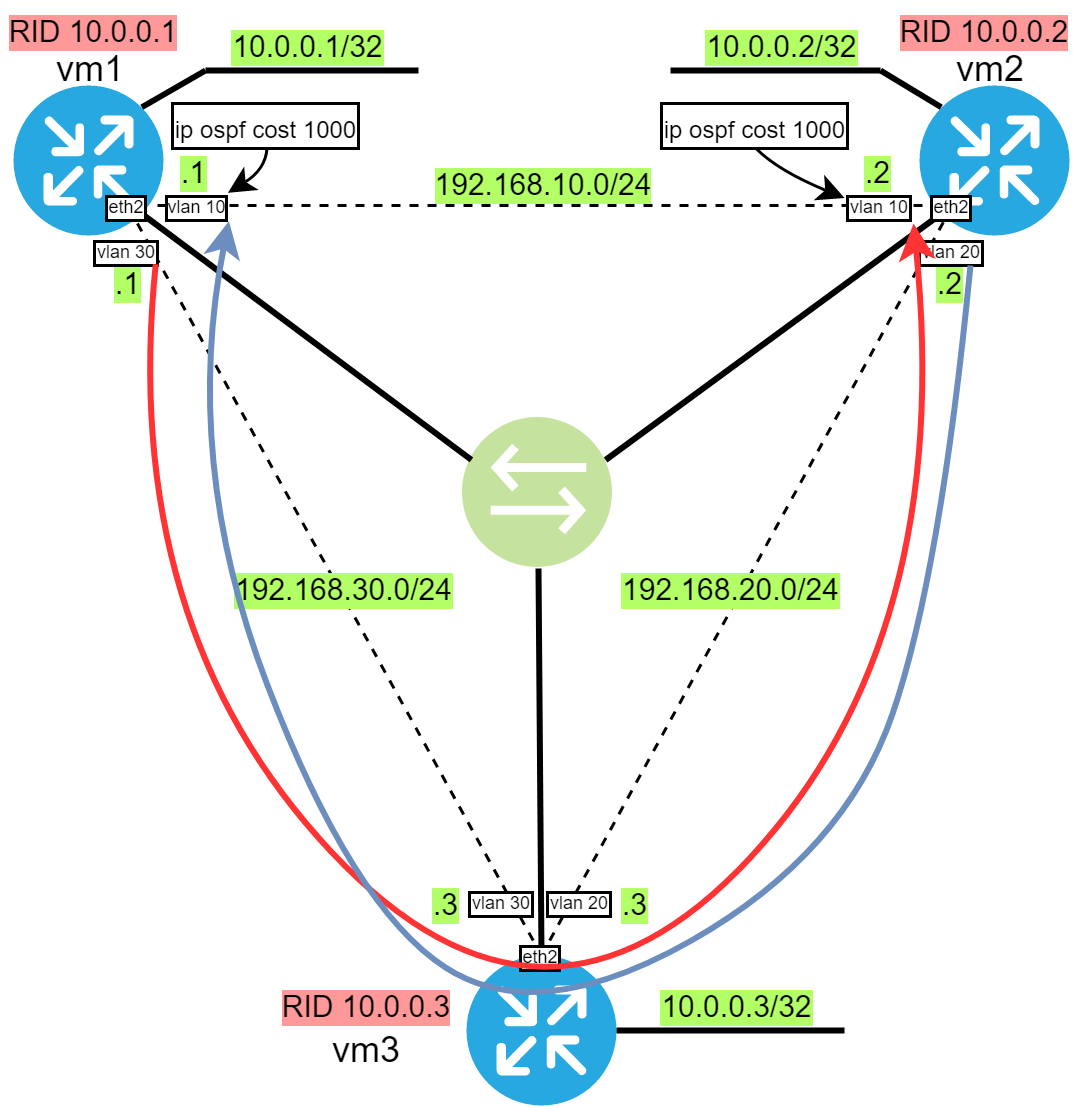 RID 10.0.0.1
RID 10.0.0.2
10.0.0.1/32
10.0.0.2/32
vm1
vm2
ip ospf cost 1000
ip ospf cost 1000
.1
192.168.10.0/24
.2
eth2
vlan 10
vlan 10
eth2
vlan 30
vlan 20
.1
.2
192.168.30.0/24
192.168.20.0/24
.3
vlan 30
vlan 20
.3
eth2
RID 10.0.0.3
10.0.0.3/32
vm3